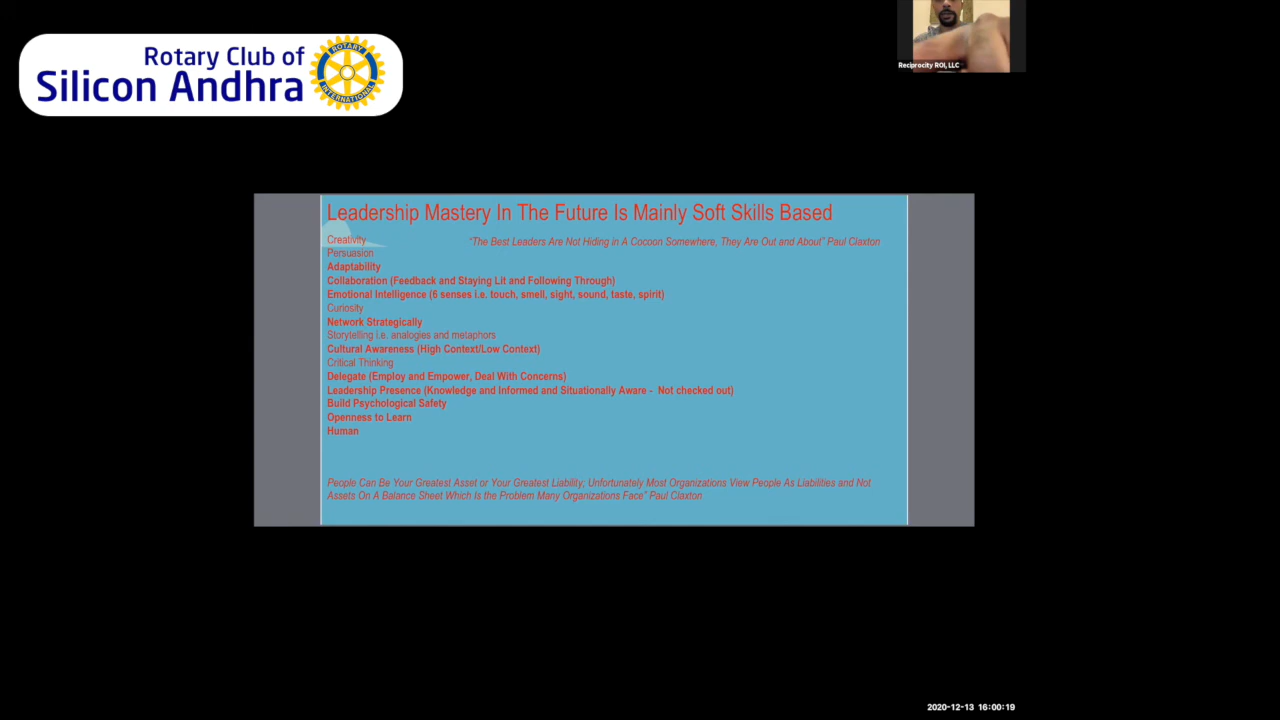 Rotary Club of
Silicon Andhra
ROTARY
INTERNATIONAL
Reciprocity ROI, LLC
Leadership Mastery In The Future Is Mainly Soft Skills Based
Creativity
"The Best Leaders Are Not Hiding in A Cocoon Somewhere, They Are Out and About" Paul Claxton
Persuasion
Adaptability
Collaboration (Feedback and Staying Lit and Following Through)
Emotional Intelligence (6 senses i.e. touch, smell, sight, sound, taste, spirit)
Curiosity
Network Strategically
Storytelling i.e. analogies and metaphors
Cultural Awareness (High Context/Low Context)
Critical Thinking
Delegate (Employ and Empower, Deal With Concerns)
Leadership Presence (Knowledge and Informed and Situationally Aware - Not checked out)
Build Psychological Safety
Openness to Learn
Human
People Can Be Your Greatest Asset or Your Greatest Liability; Unfortunately Most Organizations View People As Liabilities and Not
Assets On A Balance Sheet Which Is the Problem Many Organizations Face" Paul Claxton
2020-12-13 16:00:19